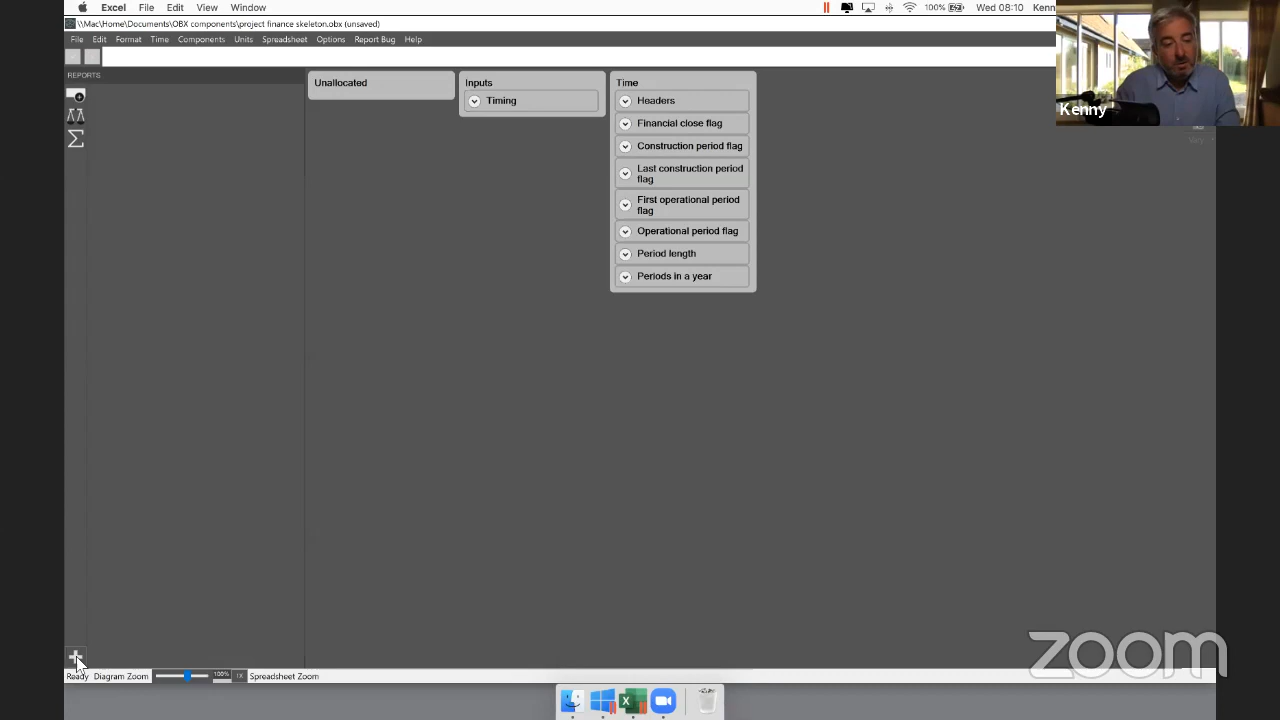 Excel File Edit View Window
100% Wed 08:10 Kenn
\\Mac\Home\Documents\OBX components\project finance skeleton.obx (unsaved)
File Edit Format Time Components Units Spreadsheet Options Report Bug Help
Kenny
REPORTS
Unallocated
Inputs
Timing
Time
Headers
Financial close flag
Construction period flag
Last construction period
flag
First operational period
flag
Operational period flag
Period length
Periods in a year
zoom
Ready Diagram Zoom 100% 1X Spreadsheet Zoom